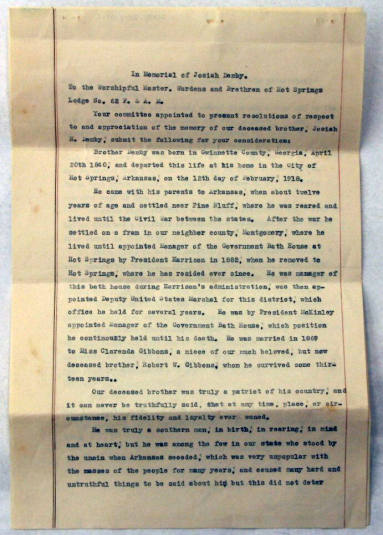 In Memorial of Josiah Danby.
To the Worshipful Master, Wardens and Brethren of Hot Springs
Lodge No. 62 F. & A. M.
Your committee appointed to present resolutions of respect
to and appreciation of the memory of our deceased brother, Josiah
M. Danby, submit the following for your consideration:
Brother Danby was born in Gwinnette County, Georgia, April
20th 1840, and departed this life at his home in the City of
Hot Springs, Arkansas, on the 12th day of February, 1918.
He came with his parents to Arkansas, when about twelve
years of age and settled near Pine Bluff, where he was reared and
lived until the Civil War between the states. After the war he
settled on a fram in our neighbor county, Montgomery, where he
lived until appointed Manager of the Government Bath House at
Hot Springs by President Harrison in 1882, when he removed to
Hot Springs, where he has resided ever since. He was manager of
this bath house during Harrison's administration, was then ap-
pointed Deputy United States Marshal for this district, which
office he held for several years. He was by President McKinley
appointed Manager of the Government Bath House, which position
he continously held until his death. He was married in 1869
to Miss Clarenda Gibbons, a niece of our much beloved, but now
deceased brother, Robert W. Gibbons, whom he survived some thir-
teen years..
Our deceased brother was truly a patriot of his country, and
it can never be truthfully said, that at any time, place, or cir-
cumstance, his fidelity and loyalty ever waned.
He was truly a southern man, in birth, in rearing, in mind
and at heart, but he was among the few in our state who stood by
the union when Arkansas seceded, which was very unpopular with
the masses of the people for many years, and caused many hard and
untruthful things to be said about him but this did not deter